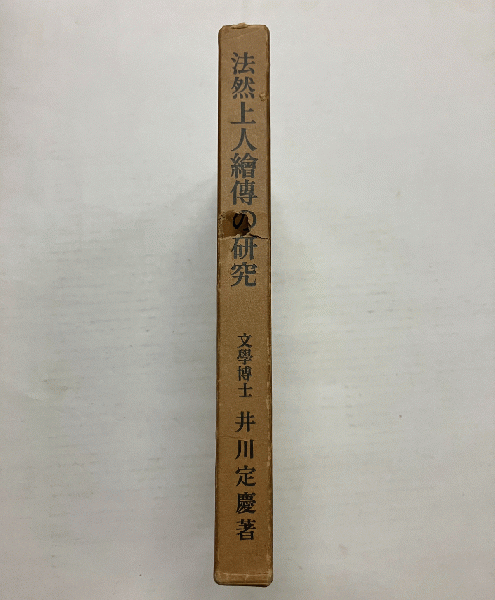 法然上人繪傳の研究
文學博士 井川定慶著